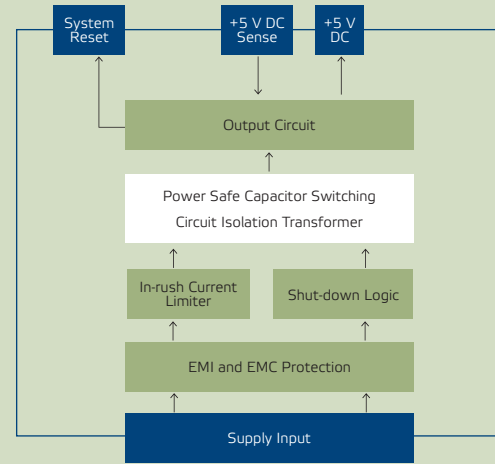 System
Reset
+5 V DC
Sense
+5 V
DC
Output Circuit
Power Safe Capacitor Switching
Circuit Isolation Transformer
In-rush Current
Limiter
Shut-down Logic
EMI and EMC Protection
Supply Input